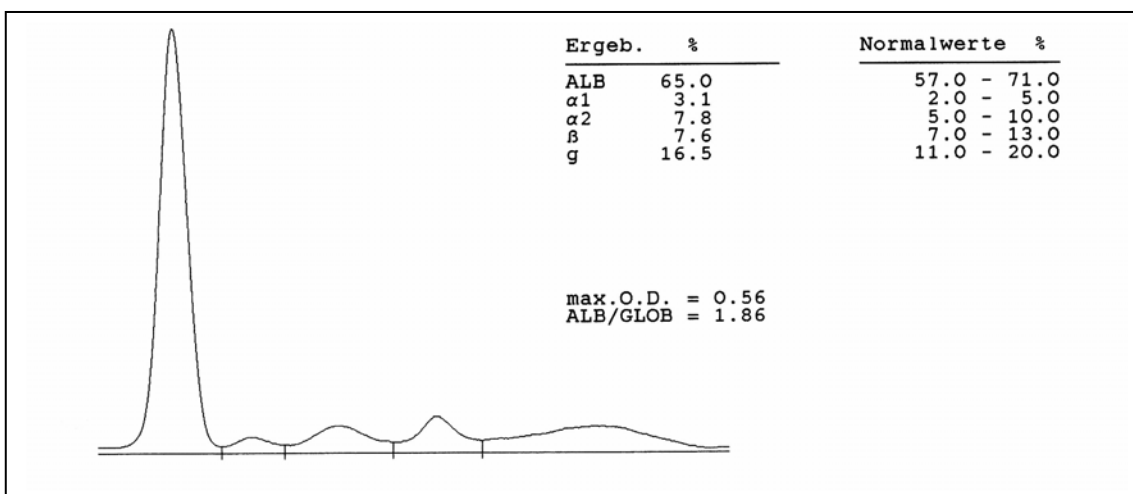 Ergeb. %
ALB 65.0
α1 3.1
α2 7.8
ß 7.6
g 16.5
Normalwerte %
57.0 - 71.0
2.0 - 5.0
5.0 - 10.0
7.0 - 13.0
11.0 - 20.0
max.O.D. = 0.56
ALB/GLOB = 1.86